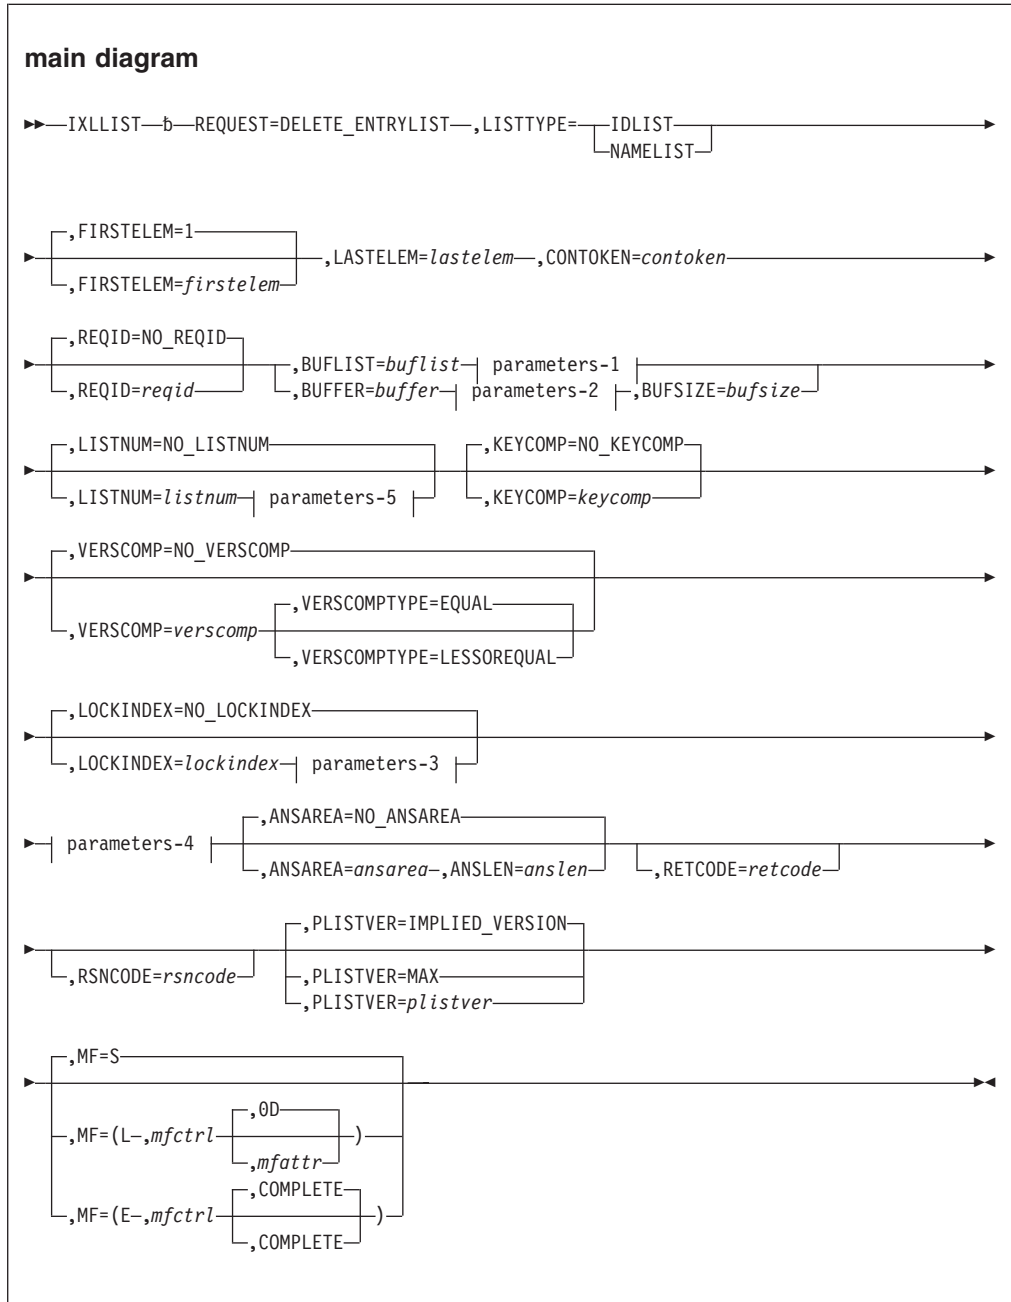 main diagram
IXLLIST ƀ REQUEST=DELETE_ENTRYLIST ,LISTTYPE= IDLIST
NAMELIST
,FIRSTELEM=1
,LASTELEM=lastelem ,CONTOKEN=contoken
,FIRSTELEM=firstelem
,REQID=NO_REQID
,BUFLIST=buflist parameters-1
,REQID=reqid ,BUFFER=buffer parameters-2 ,BUFSIZE=bufsize
,LISTNUM=NO_LISTNUM ,KEYCOMP=NO_KEYCOMP
,LISTNUM=listnum parameters-5 ,KEYCOMP=keycomp
,VERSCOMP=NO_VERSCOMP
,VERSCOMPTYPE=EQUAL
,VERSCOMP=verscomp
,VERSCOMPTYPE=LESSOREQUAL
,LOCKINDEX=NO_LOCKINDEX
,LOCKINDEX=lockindex parameters-3
,ANSAREA=NO_ANSAREA
parameters-4
,ANSAREA=ansarea ,ANSLEN=anslen ,RETCODE=retcode
,PLISTVER=IMPLIED_VERSION
,RSNCODE=rsncode ,PLISTVER=MAX
,PLISTVER=plistver
,MF=S
,0D
,MF=(L ,mfctrl )
,mfattr
,COMPLETE
,MF=(E ,mfctrl )
,COMPLETE